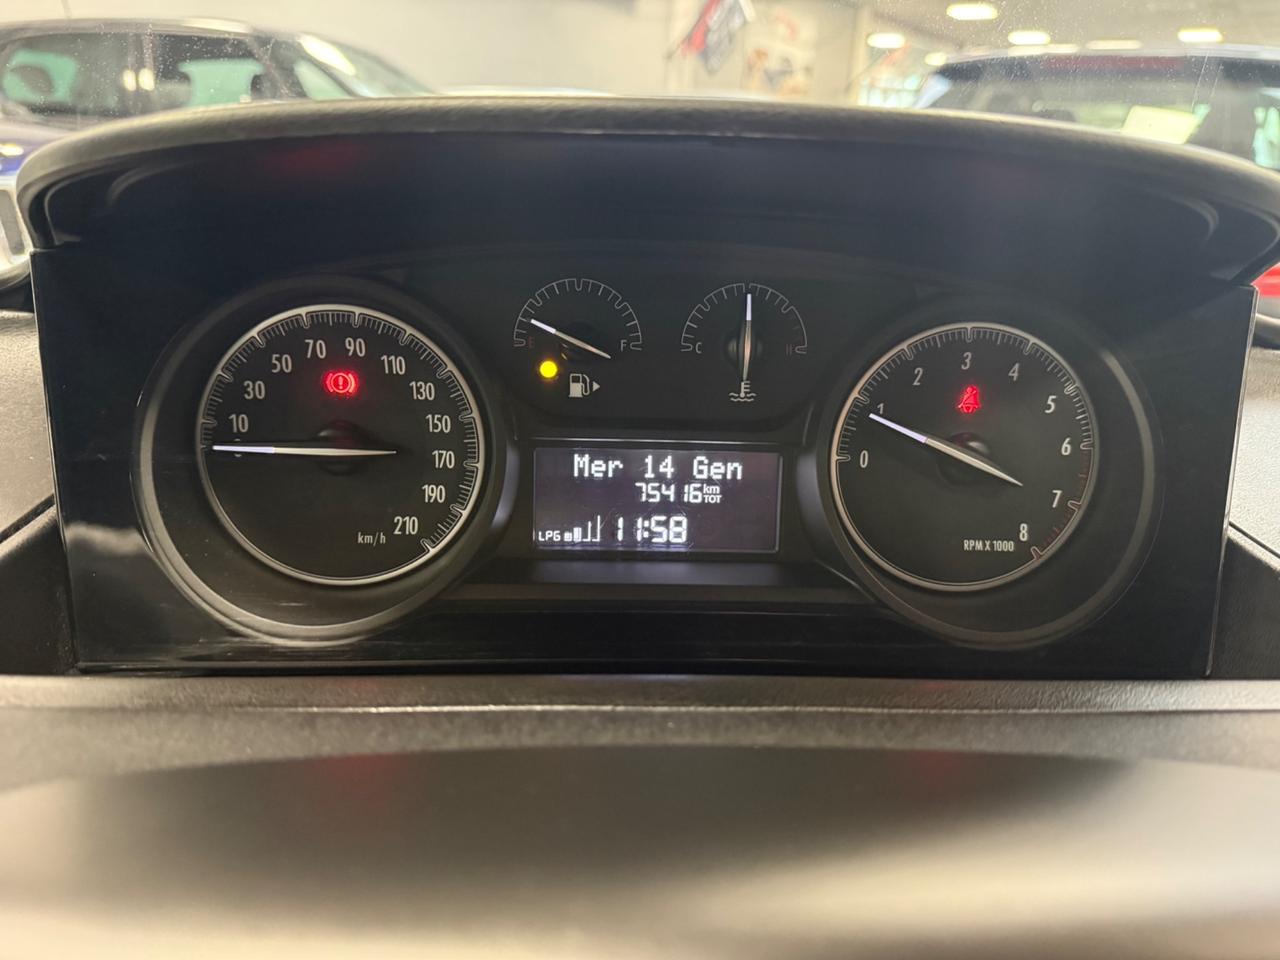 10 30 50 70 90 110 130 150 170 190 210
km/h
E F
C H
Mer 14 Gen
75416 km TOT
LPG 11:58
0 1 2 3 4 5 6 7 8
RPM X 1000